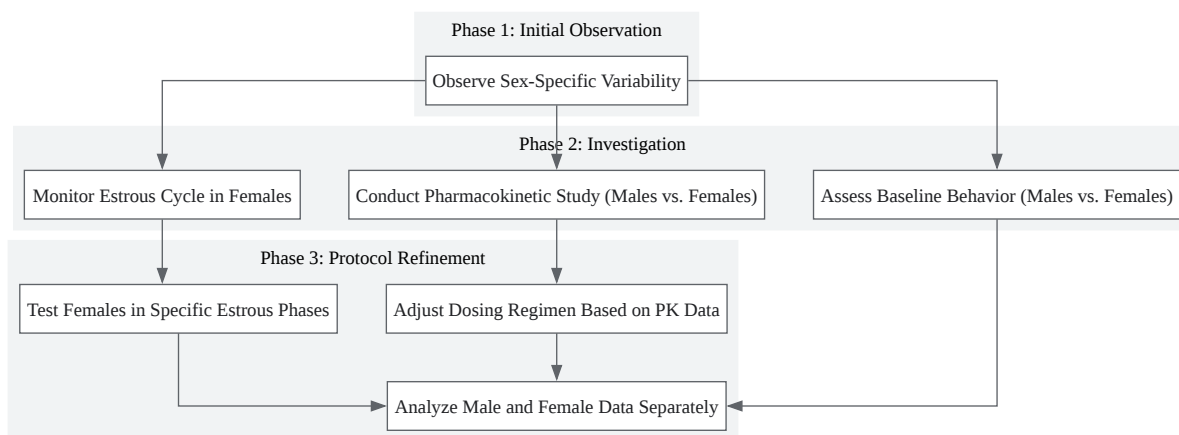 Phase 1: Initial Observation
Observe Sex-Specific Variability
Phase 2: Investigation
Monitor Estrous Cycle in Females
Conduct Pharmacokinetic Study (Males vs. Females)
Assess Baseline Behavior (Males vs. Females)
Phase 3: Protocol Refinement
Test Females in Specific Estrous Phases
Adjust Dosing Regimen Based on PK Data
Analyze Male and Female Data Separately